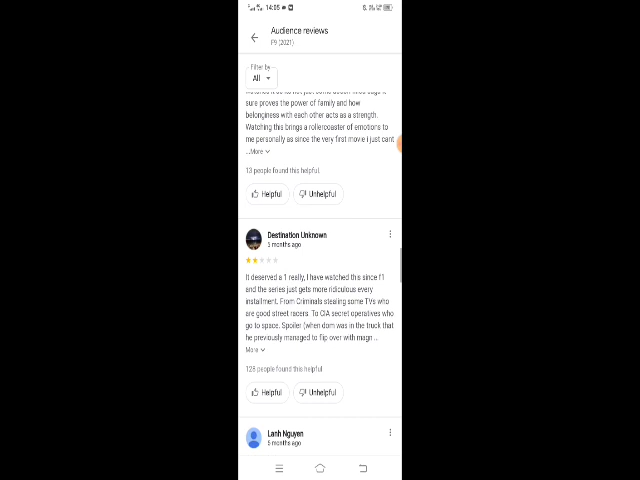 14:05
Audience reviews
F9 (2021)
Filter by
All
sure proves the power of family and how
belonginess with each other acts as a strength.
Watching this brings a rollercoaster of emotions to
me personally as since the very first movie i just cant
...More
13 people found this helpful.
Helpful
Unhelpful
Destination Unknown
5 months ago
It deserved a 1 really, I have watched this since f1
and the series just gets more ridiculous every
installment. From Criminals stealing some TVs who
are good street racers. To CIA secret operatives who
go to space. Spoiler (when dom was in the truck that
he previously managed to flip over with magn...
More
128 people found this helpful
Helpful
Unhelpful
Lanh Nguyen
5 months ago